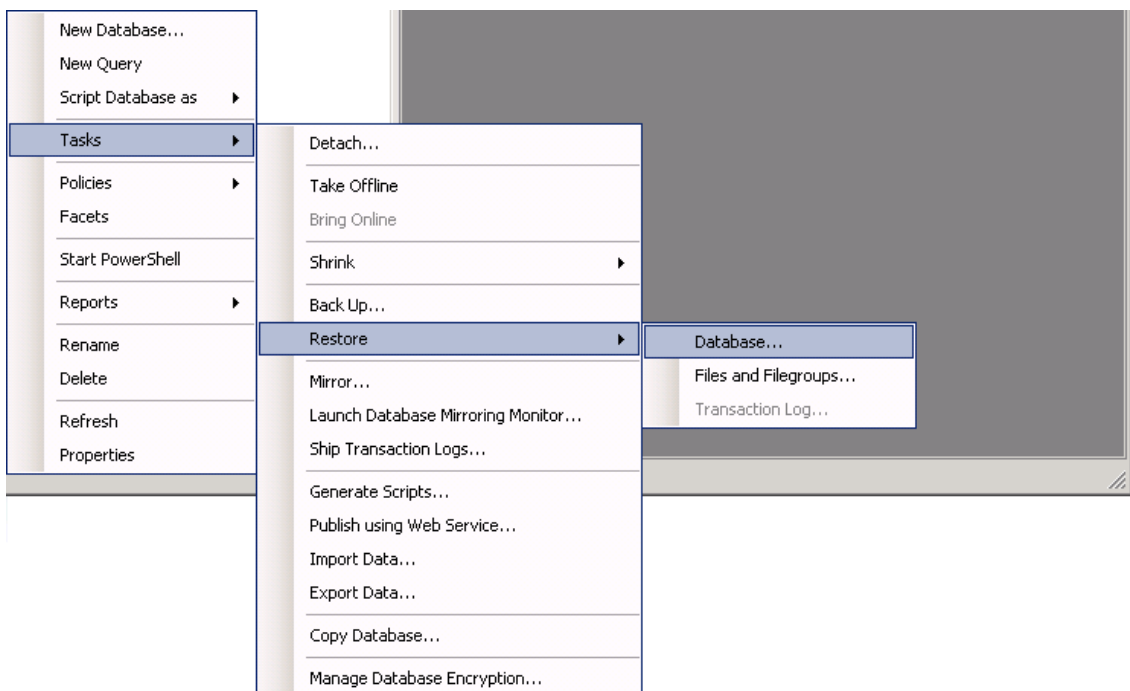 New Database...
New Query
Script Database as
Tasks
Policies
Facets
Start PowerShell
Reports
Rename
Delete
Refresh
Properties
Detach...
Take Offline
Bring Online
Shrink
Back Up...
Restore
Mirror...
Launch Database Mirroring Monitor...
Ship Transaction Logs...
Generate Scripts...
Publish using Web Service...
Import Data...
Export Data...
Copy Database...
Manage Database Encryption...
Database...
Files and Filegroups...
Transaction Log...